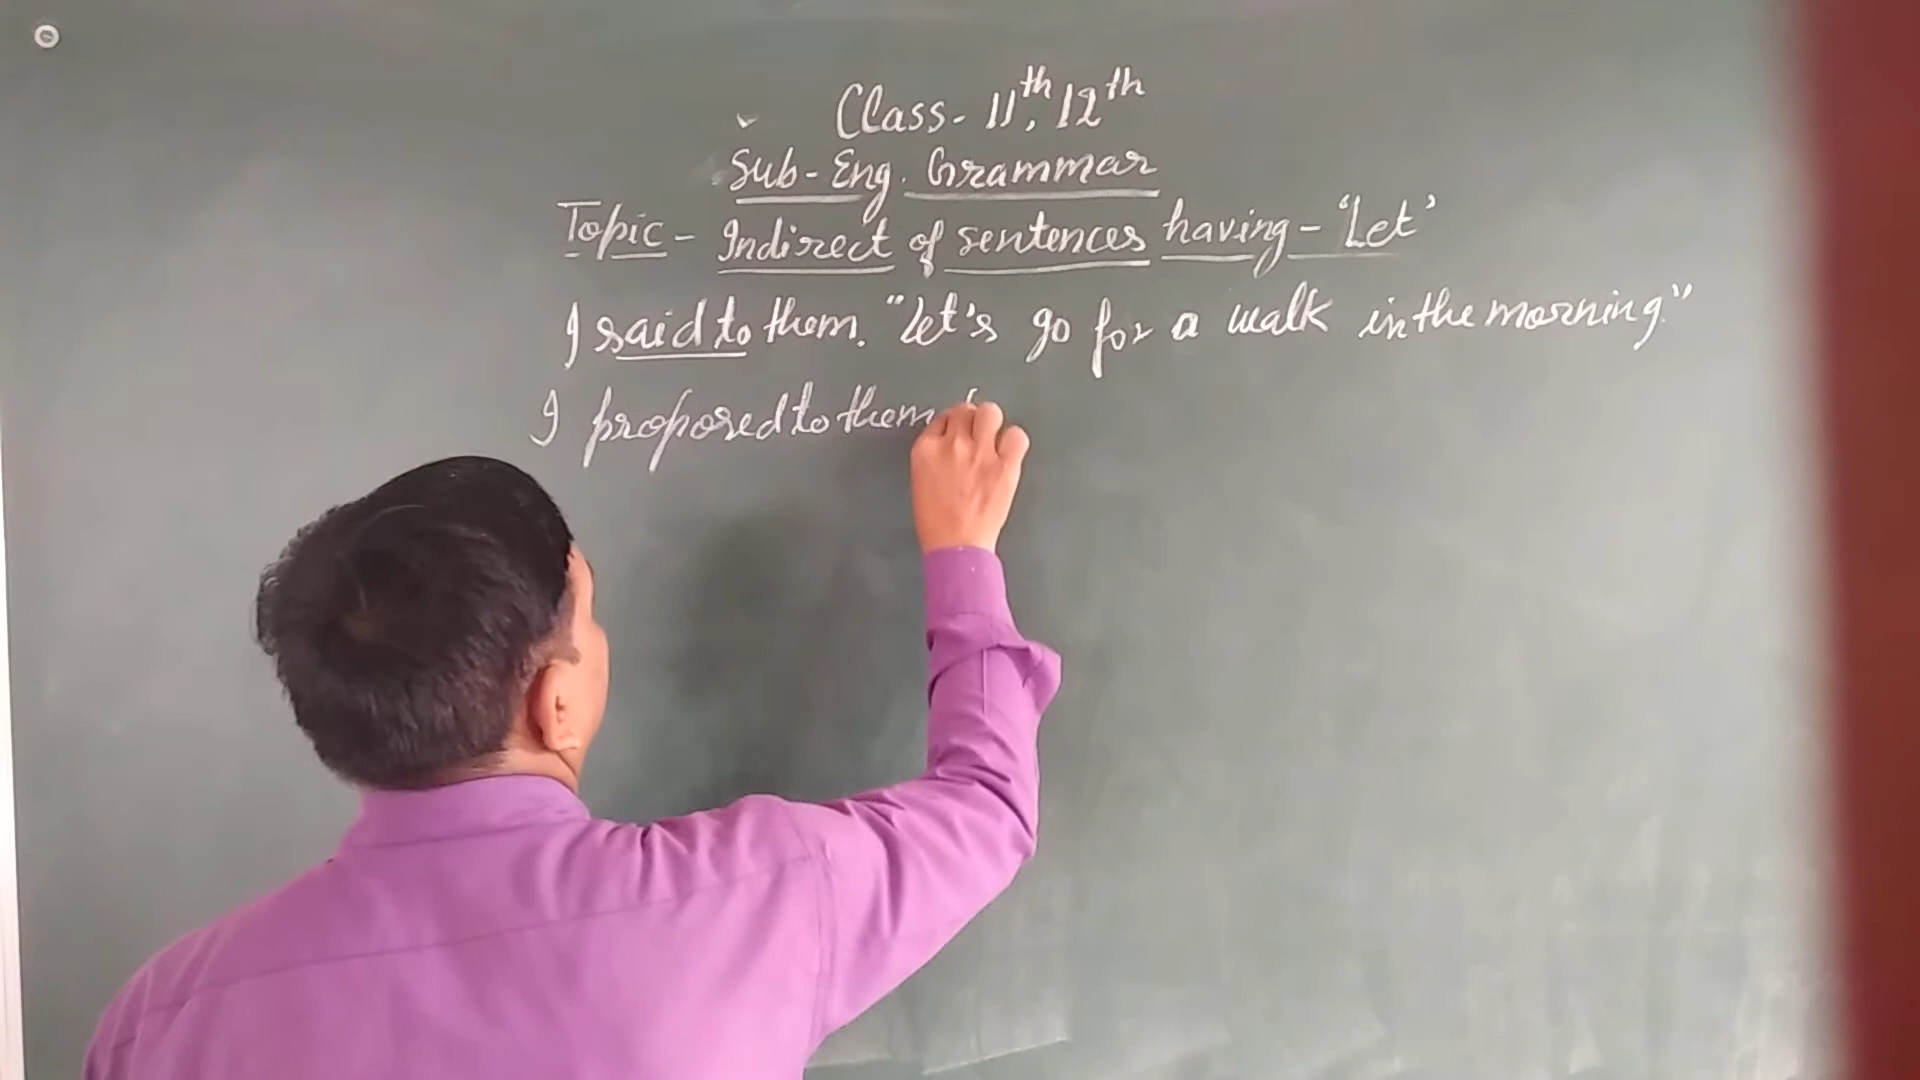 Class- 11th, 12th
Sub- Eng. Grammar
Topic - Indirect of sentences having - 'Let'
I said to them. "Let's go for a walk in the morning."
I proposed to them